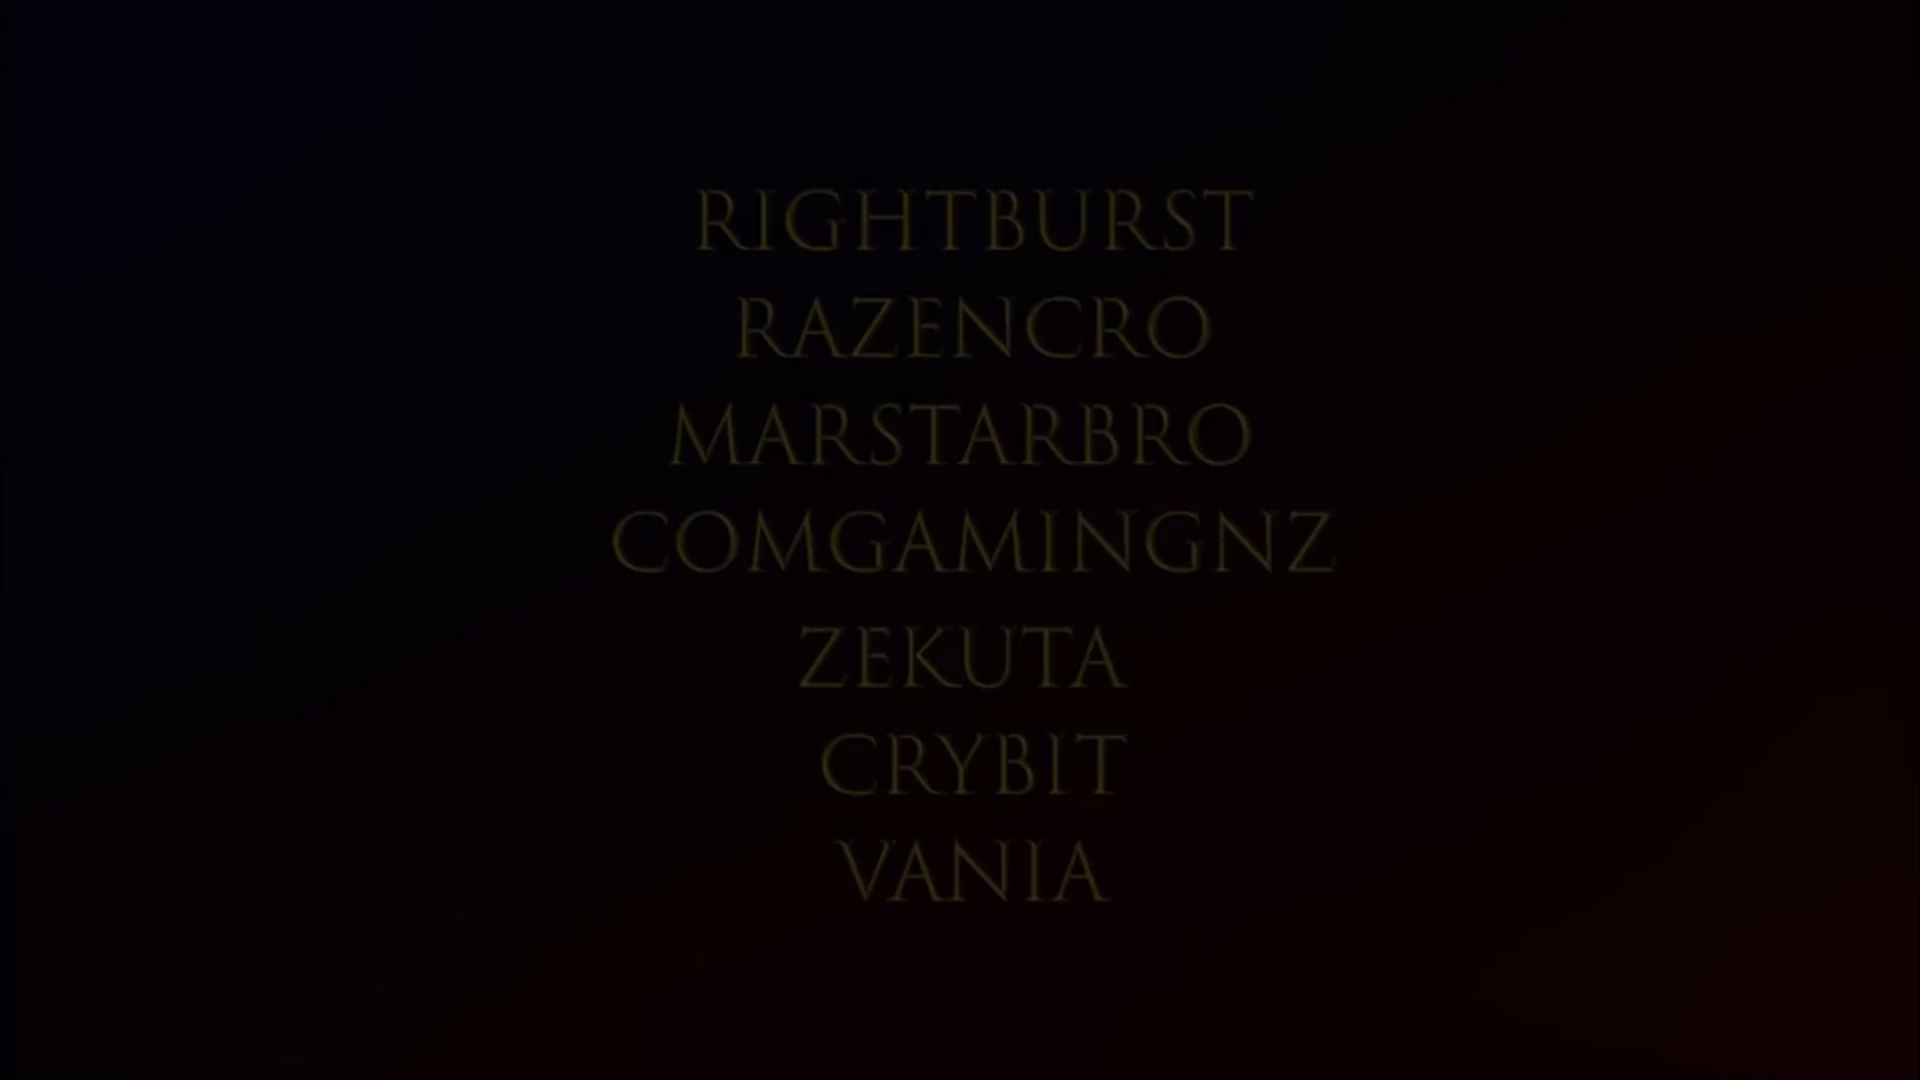 RIGHTBURST
RAZENCRO
MARSTARBRO
COMGAMINGNZ
ZEKUTA
CRYBIT
VANIA